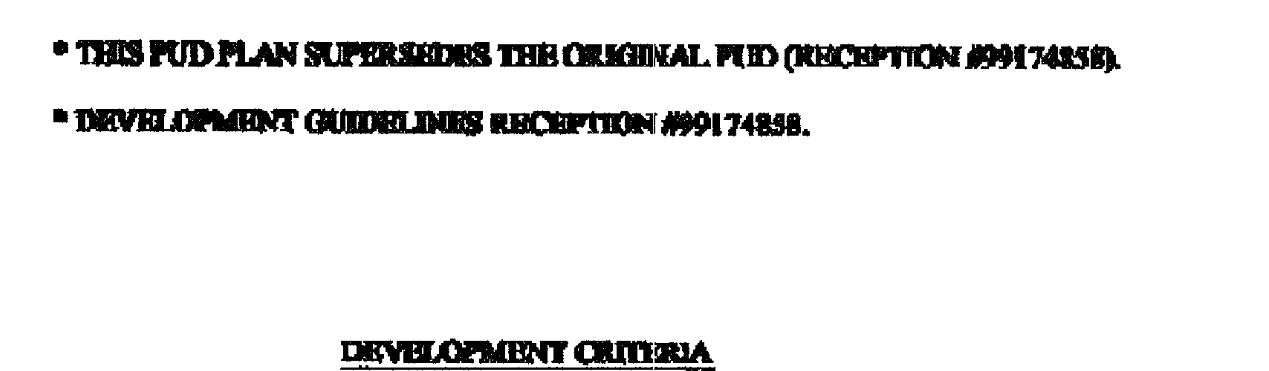 * THIS PUD PLAN SUPERSEDES THE ORIGINAL PUD (RECEPTION #99174858).
* DEVELOPMENT GUIDELINES RECEPTION #99174858.
DEVELOPMENT CRITERIA